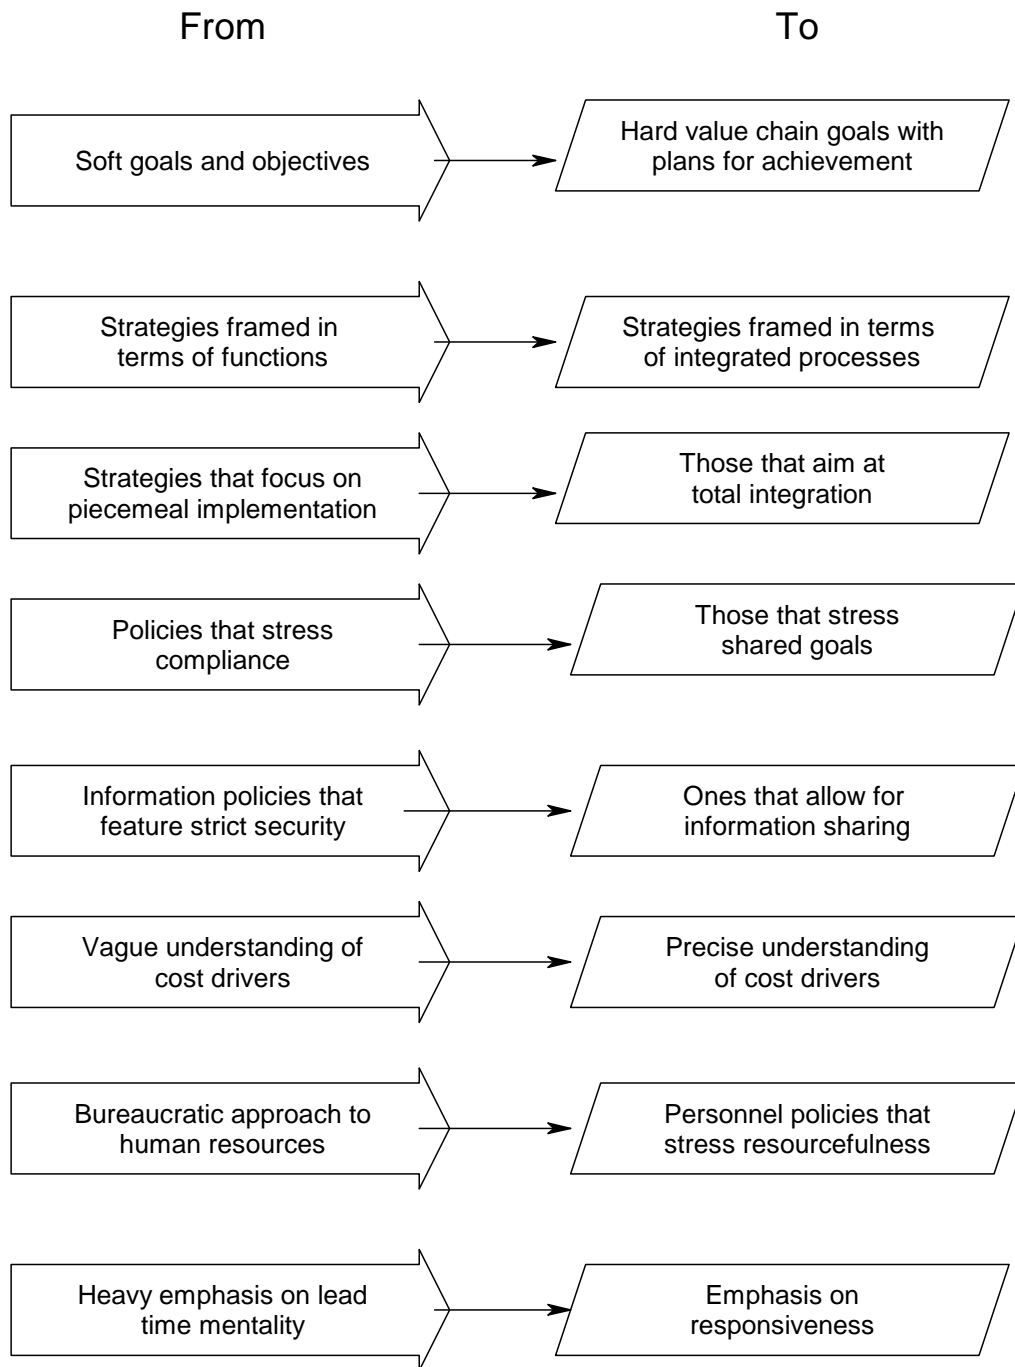 From
To
Soft goals and objectives
Hard value chain goals with
plans for achievement
Strategies framed in
terms of functions
Strategies framed in terms
of integrated processes
Strategies that focus on
piecemeal implementation
Those that aim at
total integration
Policies that stress
compliance
Those that stress
shared goals
Information policies that
feature strict security
Ones that allow for
information sharing
Vague understanding of
cost drivers
Precise understanding
of cost drivers
Bureaucratic approach to
human resources
Personnel policies that
stress resourcefulness
Heavy emphasis on lead
time mentality
Emphasis on
responsiveness